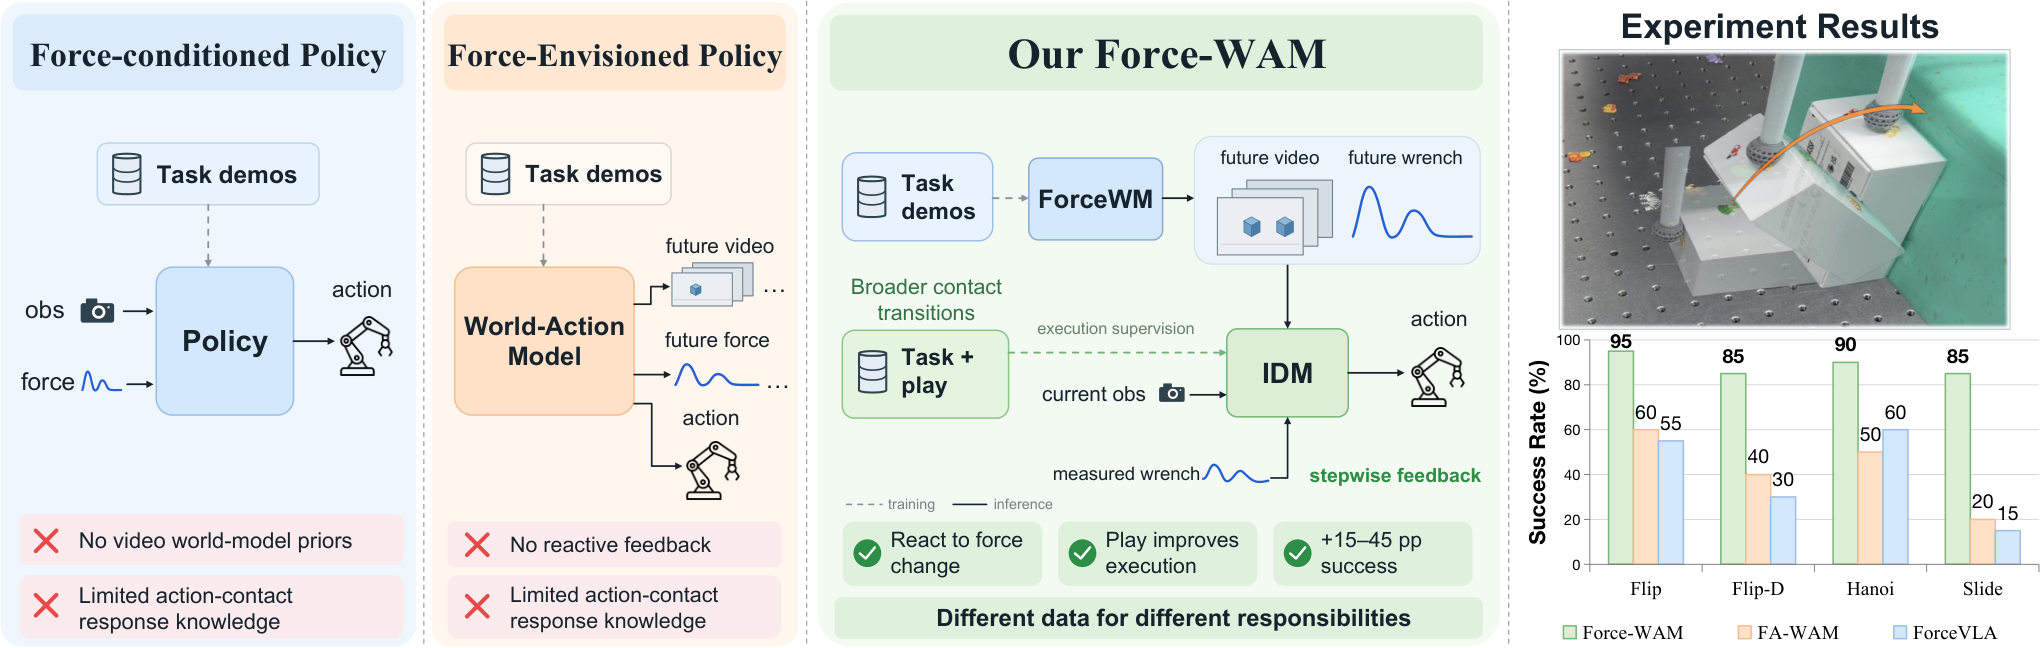 Force-conditioned Policy
Task demos
obs
force
Policy
action
No video world-model priors
Limited action-contact
response knowledge
Force-Envisioned Policy
Task demos
World-Action
Model
future video
...
future force
...
action
No reactive feedback
Limited action-contact
response knowledge
Our Force-WAM
Task
demos
ForceWM
future video
future wrench
Broader contact
transitions
Task +
play
execution supervision
current obs
IDM
action
measured wrench
stepwise feedback
training
inference
React to force
change
Play improves
execution
+15–45 pp
success
Different data for different responsibilities
Experiment Results
Success Rate (%)
100
80
60
40
20
0
95
60
55
85
40
30
90
50
60
85
20
15
Flip
Flip-D
Hanoi
Slide
Force-WAM
FA-WAM
ForceVLA